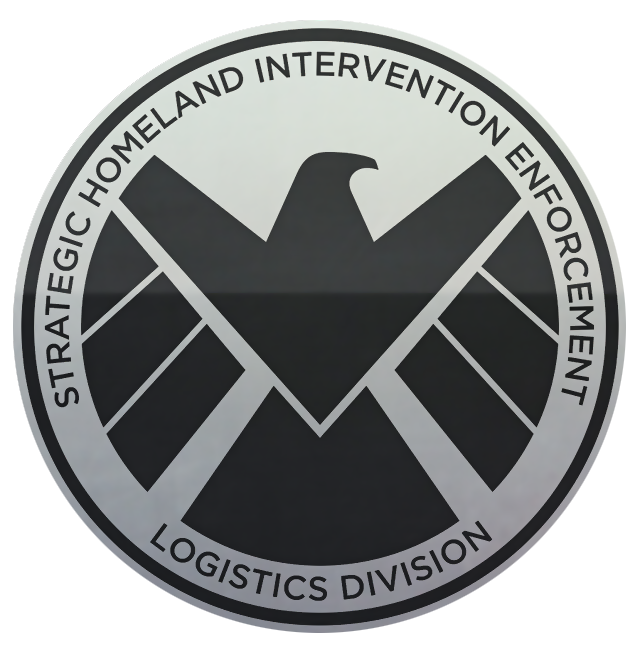 STRATEGIC HOMELAND INTERVENTION ENFORCEMENT
LOGISTICS DIVISION